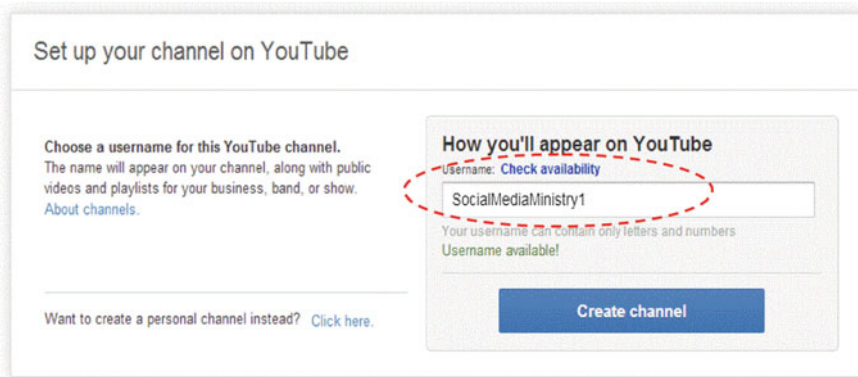 Set up your channel on YouTube
Choose a username for this YouTube channel.
The name will appear on your channel, along with public
videos and playlists for your business, band, or show.
About channels.
Want to create a personal channel instead? Click here.
How you'll appear on YouTube
Username: Check availability
SocialMediaMinistry1
Your username can contain only letters and numbers
Username available!
Create channel